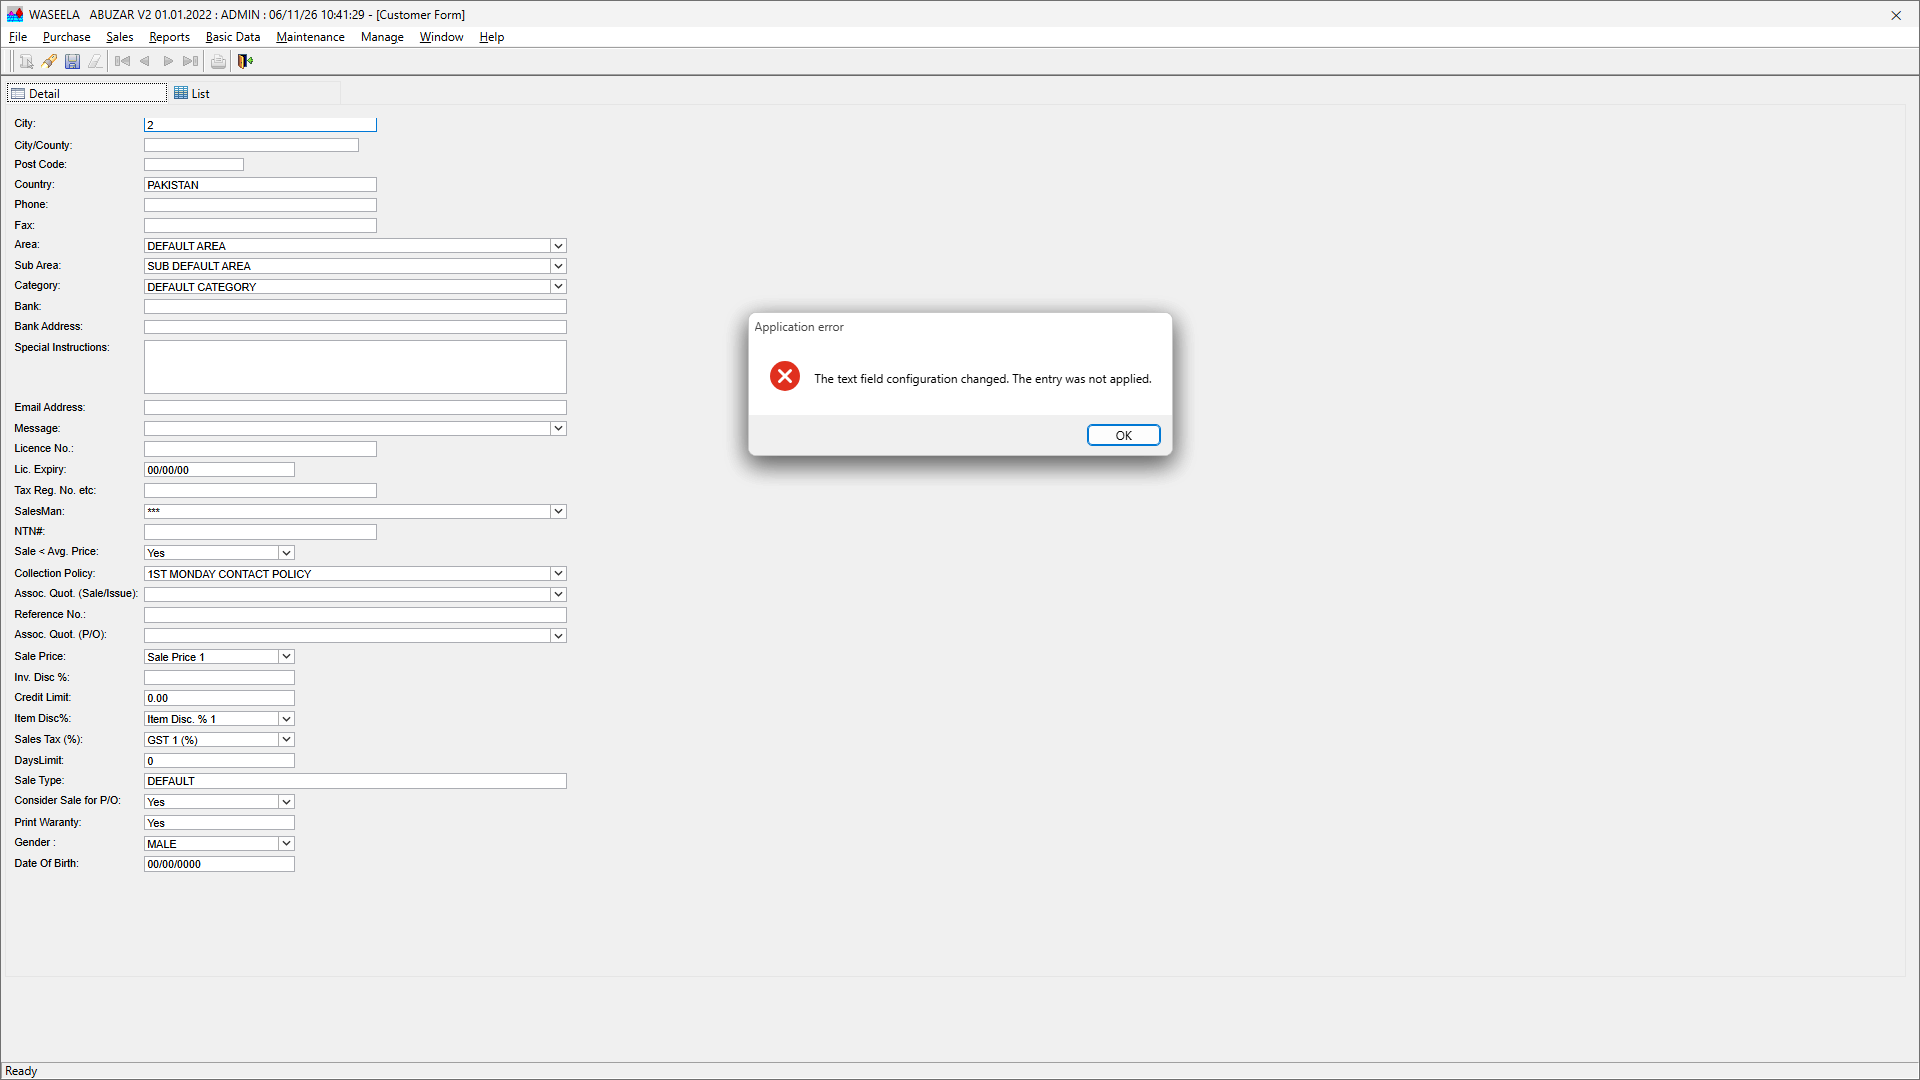 WASEELA   ABUZAR V2 01.01.2022 : ADMIN : 06/11/26 10:41:29 - [Customer Form]
File Purchase Sales Reports Basic Data Maintenance Manage Window Help
Detail List
City: 2
City/County:
Post Code:
Country: PAKISTAN
Phone:
Fax:
Area: DEFAULT AREA
Sub Area: SUB DEFAULT AREA
Category: DEFAULT CATEGORY
Bank:
Bank Address:
Special Instructions:
Email Address:
Message:
Licence No.:
Lic. Expiry: 00/00/00
Tax Reg. No. etc:
SalesMan: ***
NTN#:
Sale < Avg. Price: Yes
Collection Policy: 1ST MONDAY CONTACT POLICY
Assoc. Quot. (Sale/Issue):
Reference No.:
Assoc. Quot. (P/O):
Sale Price: Sale Price 1
Inv. Disc %:
Credit Limit: 0.00
Item Disc%: Item Disc. % 1
Sales Tax (%): GST 1 (%)
DaysLimit: 0
Sale Type: DEFAULT
Consider Sale for P/O: Yes
Print Waranty: Yes
Gender : MALE
Date Of Birth: 00/00/0000
Application error
The text field configuration changed. The entry was not applied.
OK
Ready